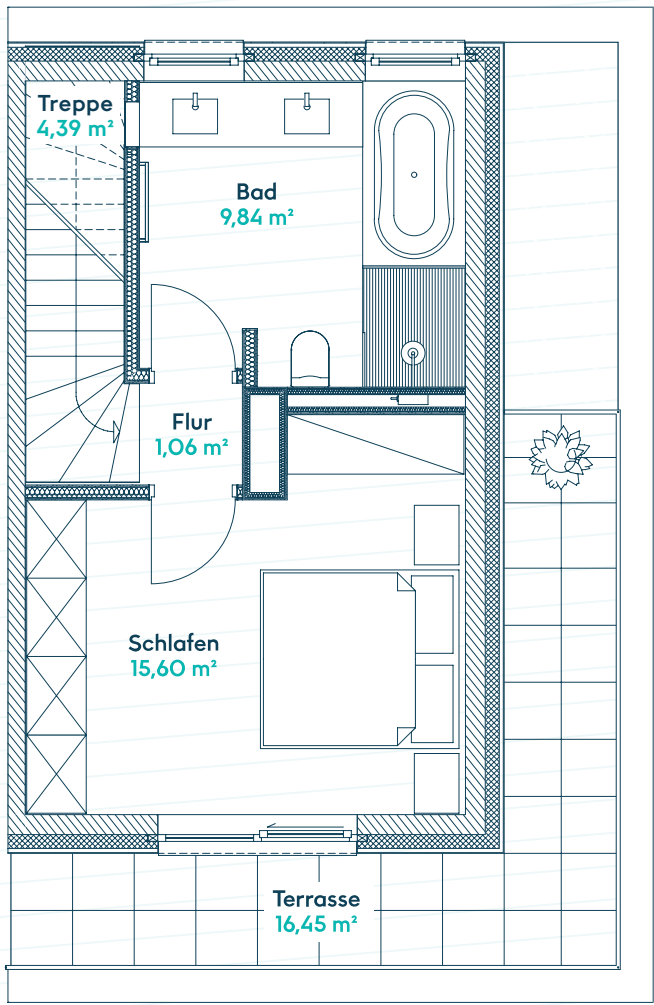 Treppe
4,39 m²
Bad
9,84 m²
Flur
1,06 m²
Schlafen
15,60 m²
Terrasse
16,45 m²